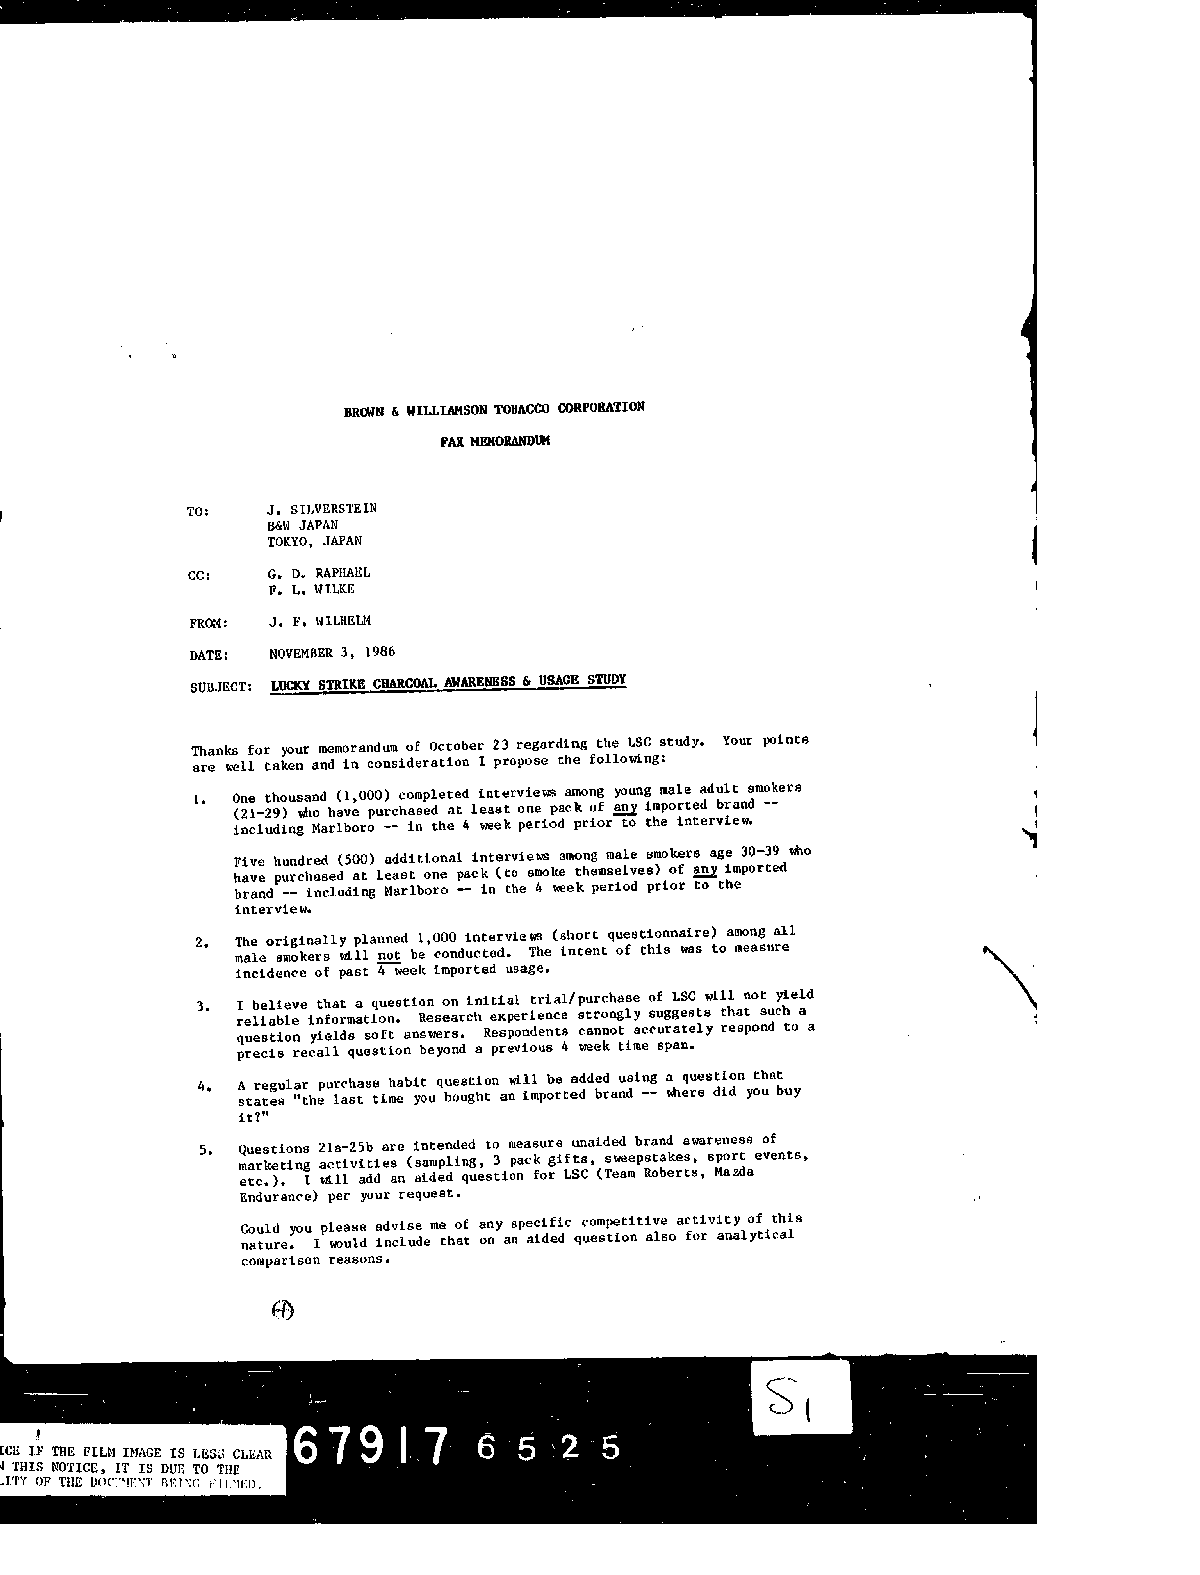 BROWN & WILLIAMSON TOBACCO CORPORATION
FAX MEMORANDUM
TO: J. SILVERSTEIN
B&W JAPAN
TOKYO, JAPAN
CC: G. D. RAPHAEL
F. L. WILKE
FROM: J. F. WILHELM
DATE: NOVEMBER 3, 1986
SUBJECT: LUCKY STRIKE CHARCOAL AWARENESS & USAGE STUDY
Thanks for your memorandum of October 23 regarding the LSC study. Your points
are well taken and in consideration I propose the following:
1. One thousand (1,000) completed interviews among young male adult smokers
(21-29) who have purchased at least one pack of any imported brand --
including Marlboro -- in the 4 week period prior to the interview.
Five hundred (500) additional interviews among male smokers age 30-39 who
have purchased at least one pack (to smoke themselves) of any imported
brand -- including Marlboro -- in the 4 week period prior to the
interview.
2. The originally planned 1,000 interviews (short questionnaire) among all
male smokers will not be conducted. The intent of this was to measure
incidence of past 4 week imported usage.
3. I believe that a question on initial trial/purchase of LSC will not yield
reliable information. Research experience strongly suggests that such a
question yields soft answers. Respondents cannot accurately respond to a
precis recall question beyond a previous 4 week time span.
4. A regular purchase habit question will be added using a question that
states "the last time you bought an imported brand -- where did you buy
it?"
5. Questions 21a-25b are intended to measure unaided brand awareness of
marketing activities (sampling, 3 pack gifts, sweepstakes, sport events,
etc.). I will add an aided question for LSC (Team Roberts, Mazda
Endurance) per your request.
Could you please advise me of any specific competitive activity of this
nature. I would include that on an aided question also for analytical
comparison reasons.
S1
ICE IF THE FILM IMAGE IS LESS CLEAR
N THIS NOTICE, IT IS DUE TO THE
LITY OF THE DOCUMENT BEING FILMED.
67917 6525